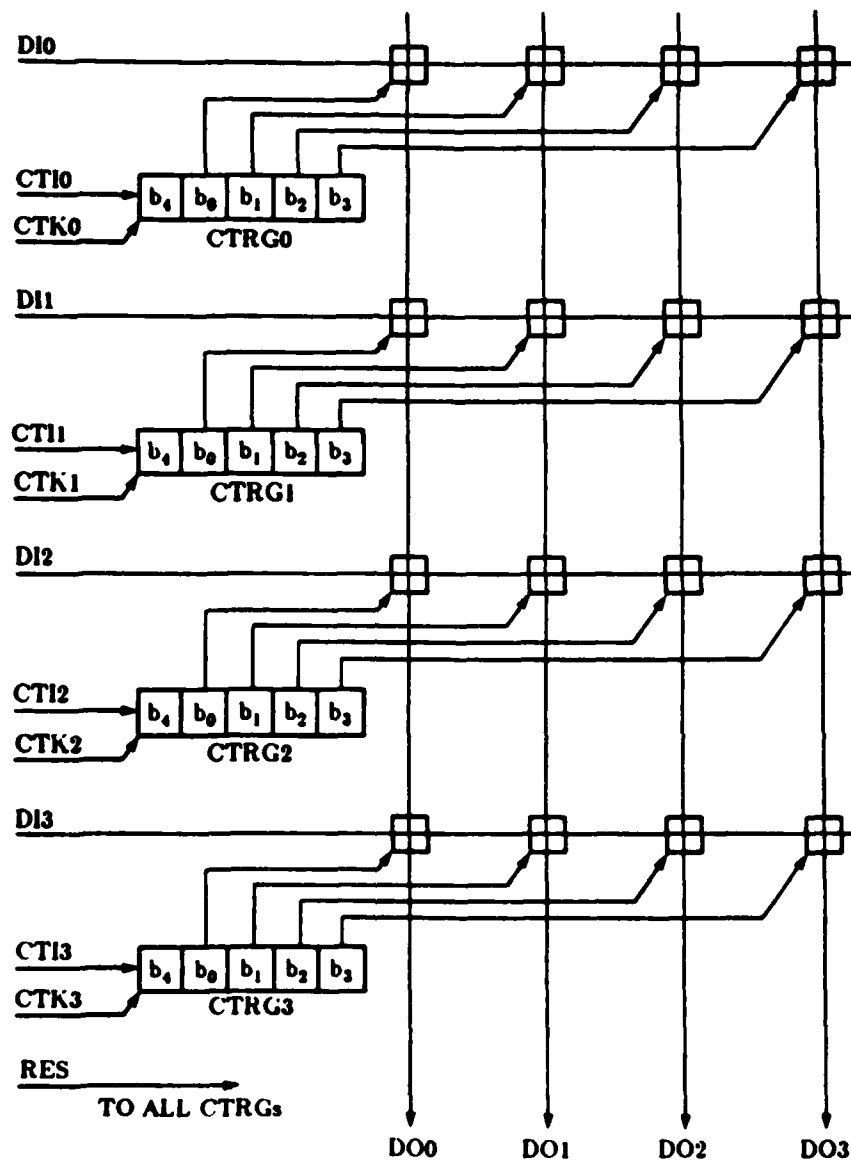 DI0
CTI0
b4 b0 b1 b2 b3
CTK0
CTRG0
DI1
CTI1
b4 b0 b1 b2 b3
CTK1
CTRG1
DI2
CTI2
b4 b0 b1 b2 b3
CTK2
CTRG2
DI3
CTI3
b4 b0 b1 b2 b3
CTK3
CTRG3
RES
TO ALL CTRGs
DO0 DO1 DO2 DO3